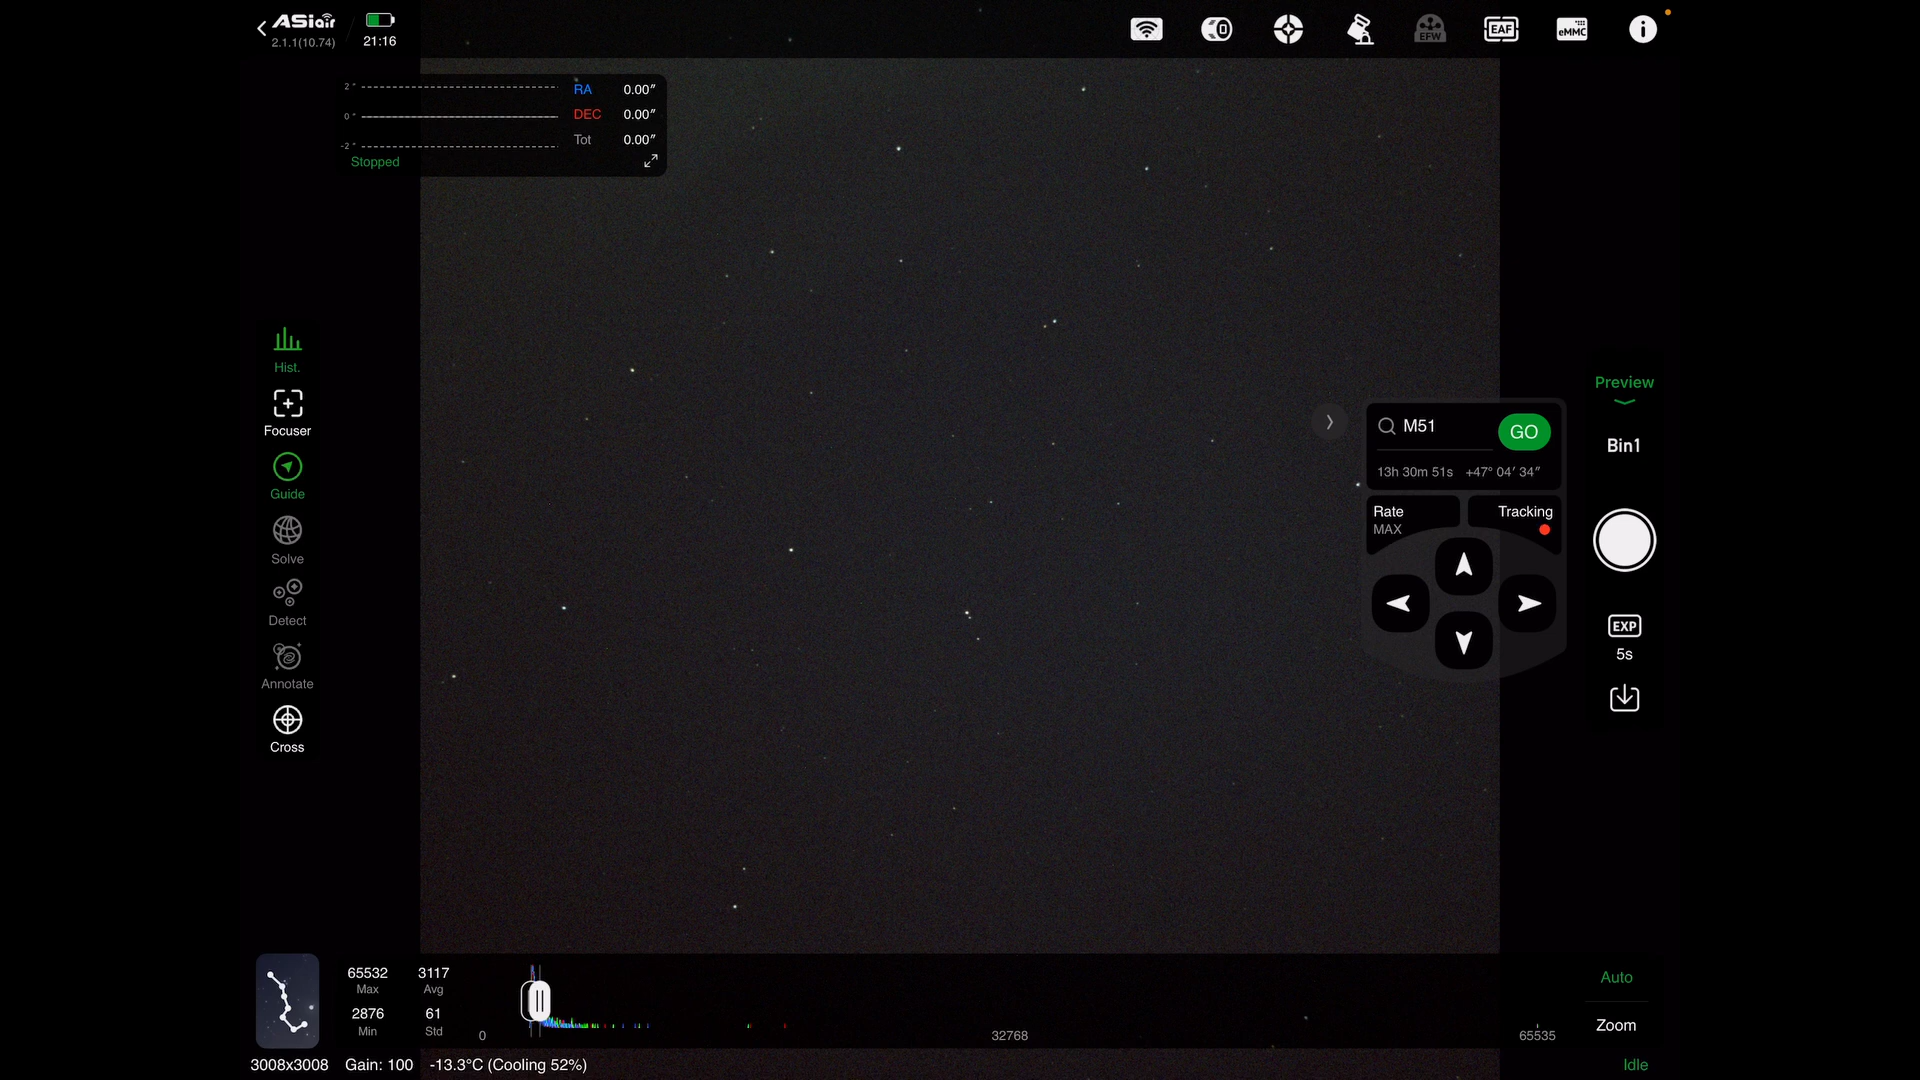 ASiair
2.1.1(10.74)
21:16
EFW
EAF
eMMC
2"
0"
-2"
RA 0.00″
DEC 0.00″
Tot 0.00″
Stopped
Hist.
Focuser
Guide
Solve
Detect
Annotate
Cross
M51
GO
13h 30m 51s +47° 04′ 34″
Rate
MAX
Tracking
Preview
Bin1
EXP
5s
65532
Max
3117
Avg
2876
Min
61
Std
0
32768
65535
Auto
Zoom
3008x3008 Gain: 100 -13.3°C (Cooling 52%)
Idle